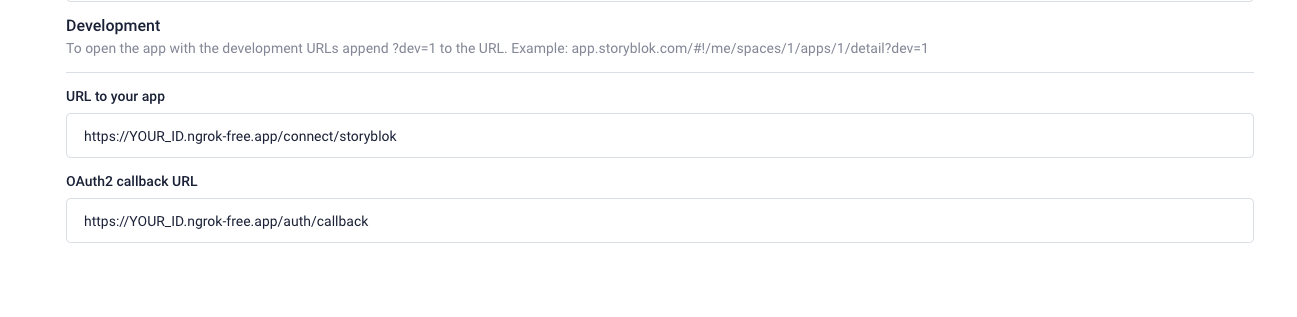 Development
To open the app with the development URLs append ?dev=1 to the URL. Example: app.storyblok.com/#!/me/spaces/1/apps/1/detail?dev=1
URL to your app
https://YOUR_ID.ngrok-free.app/connect/storyblok
OAuth2 callback URL
https://YOUR_ID.ngrok-free.app/auth/callback